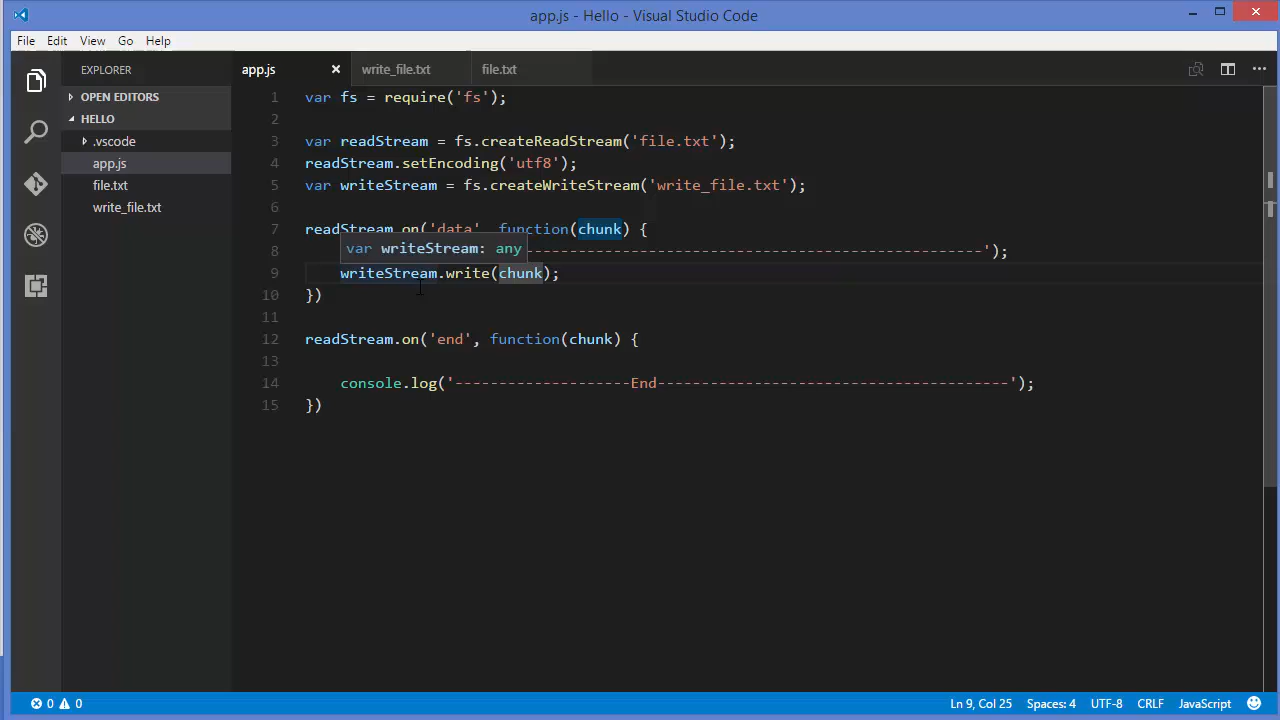 app.js - Hello - Visual Studio Code
File Edit View Go Help
EXPLORER
OPEN EDITORS
HELLO
.vscode
app.js
file.txt
write_file.txt
app.js × write_file.txt file.txt
1 var fs = require('fs');
2
3 var readStream = fs.createReadStream('file.txt');
4 readStream.setEncoding('utf8');
5 var writeStream = fs.createWriteStream('write_file.txt');
6
7 readStream.on('data', function(chunk) {
var writeStream: any
8 ----------------------------------------------------');
9 writeStream.write(chunk);
10 })
11
12 readStream.on('end', function(chunk) {
13
14 console.log('--------------------End----------------------------------------');
15 })
0 0
Ln 9, Col 25 Spaces: 4 UTF-8 CRLF JavaScript